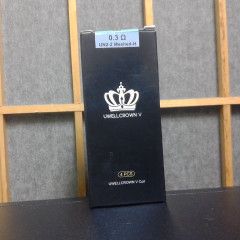 0.3 Ω
UN2-2 Meshed-H
UWELLCROWN V
4 PCS
UWELLCROWN V Coil